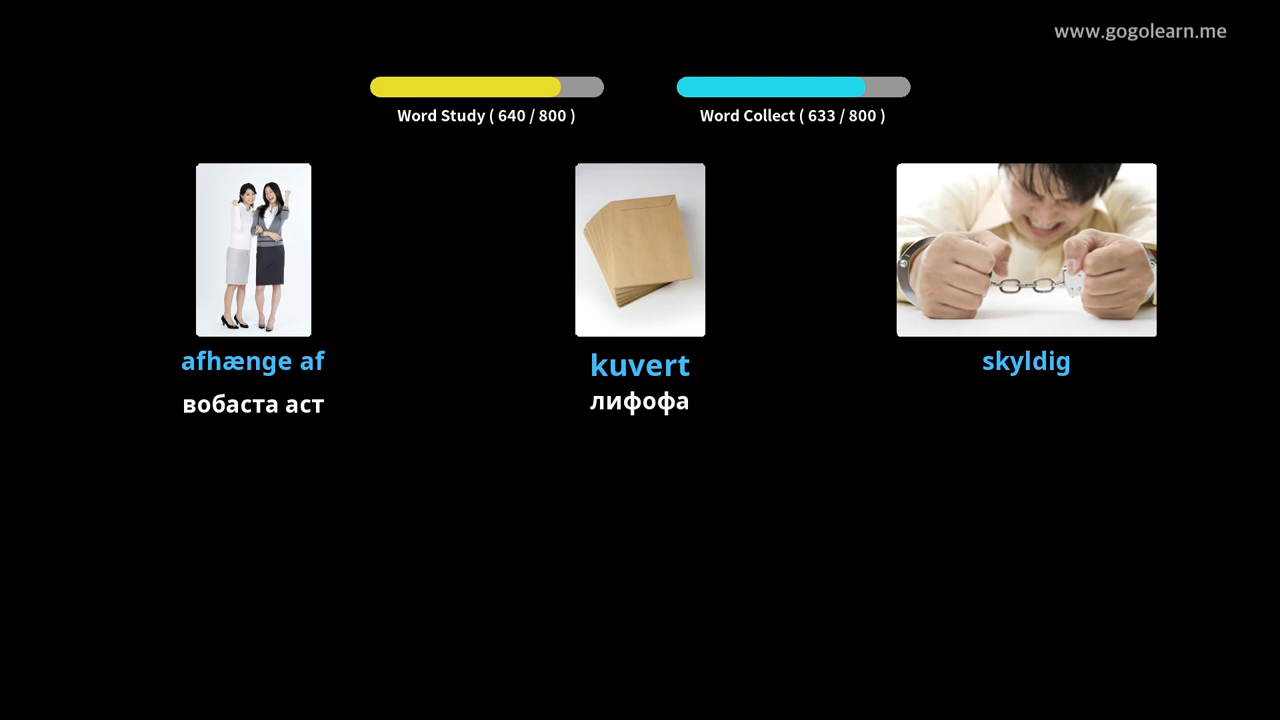 www.gogolearn.me
Word Study ( 640 / 800 )
Word Collect ( 633 / 800 )
afhænge af
вобаста аст
kuvert
лифофа
skyldig